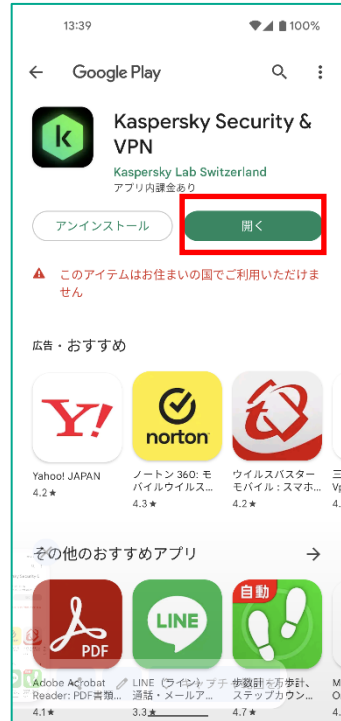 13:39
100%
Google Play
Kaspersky Security &
VPN
Kaspersky Lab Switzerland
アプリ内課金あり
アンインストール
開く
このアイテムはお住まいの国でご利用いただけま
せん
広告・おすすめ
Y!
norton
Yahoo! JAPAN
4.2★
ノートン 360: モ
バイルウイルス...
4.3★
ウイルスバスター
モバイル : スマホ...
4.2★
その他のおすすめアプリ
PDF
LINE
自動
Adobe Acrobat
Reader: PDF書類...
4.1★
LINE (ライン)
通話・メールア...
3.3★
歩数計
万歩計、
ステップカウン...
4.7★